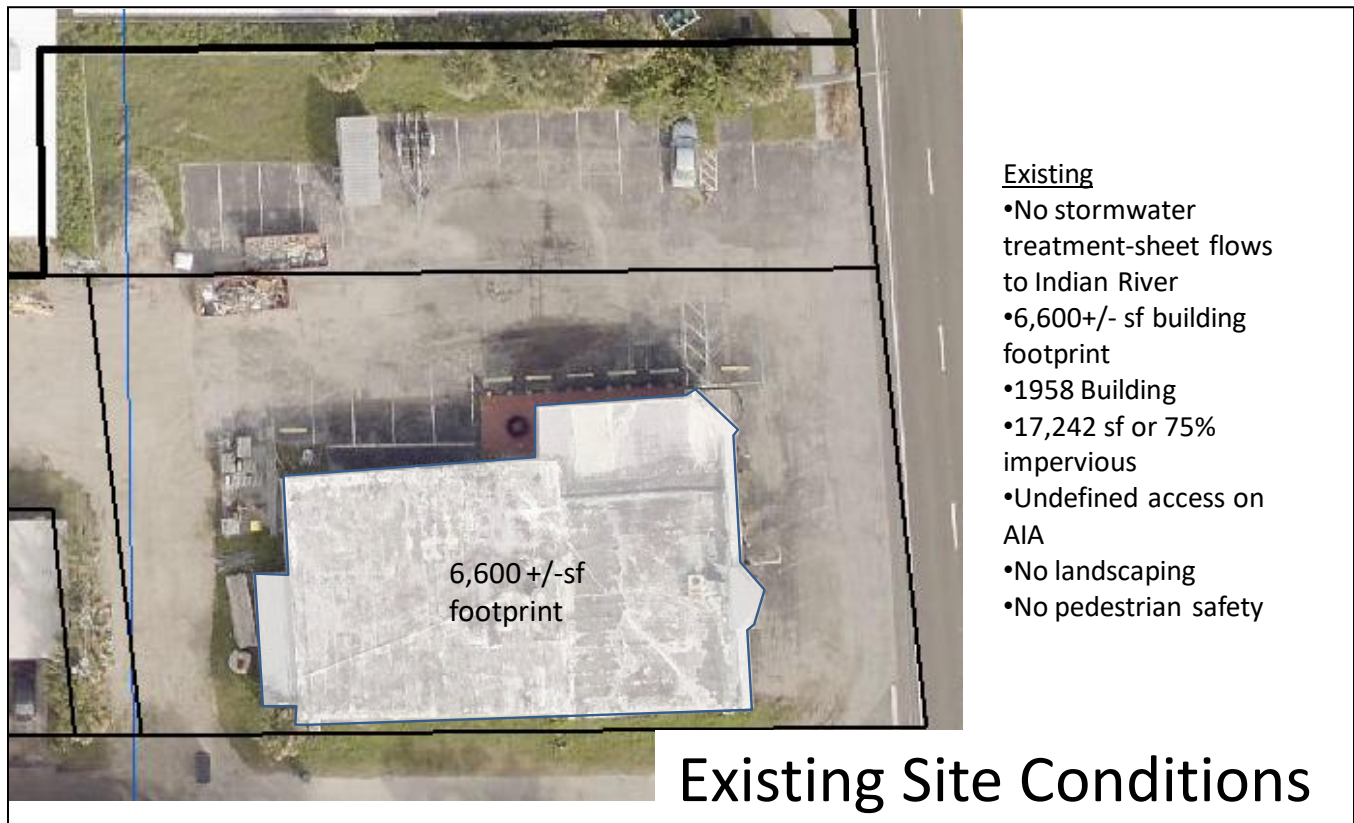 Existing
•No stormwater
treatment-sheet flows
to Indian River
•6,600+/- sf building
footprint
•1958 Building
•17,242 sf or 75%
impervious
•Undefined access on
AIA
•No landscaping
•No pedestrian safety
6,600 +/-sf
footprint
Existing Site Conditions